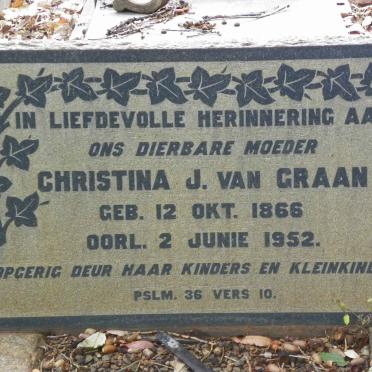 IN LIEFDEVOLLE HERINNERING AA
ONS DIERBARE MOEDER
CHRISTINA J. VAN GRAAN
GEB. 12 OKT. 1866
OORL. 2 JUNIE 1952.
OPGERIG DEUR HAAR KINDERS EN KLEINKIN
PSLM. 36 VERS 10.